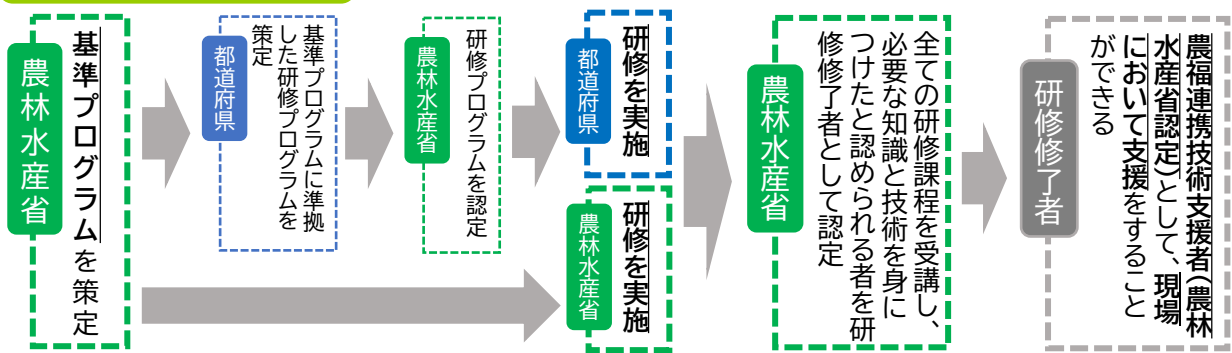 農林水産省
基準プログラムを策定
都道府県
基準プログラムに準拠
した研修プログラムを
策定
農林水産省
研修プログラムを認定
都道府県
研修を実施
農林水産省
研修を実施
農林水産省
全ての研修課程を受講し、
必要な知識と技術を身に
つけたと認められる者を研
修修了者として認定
研修修了者
農福連携技術支援者(農林
水産省認定)として、現場
において支援をすること
ができる